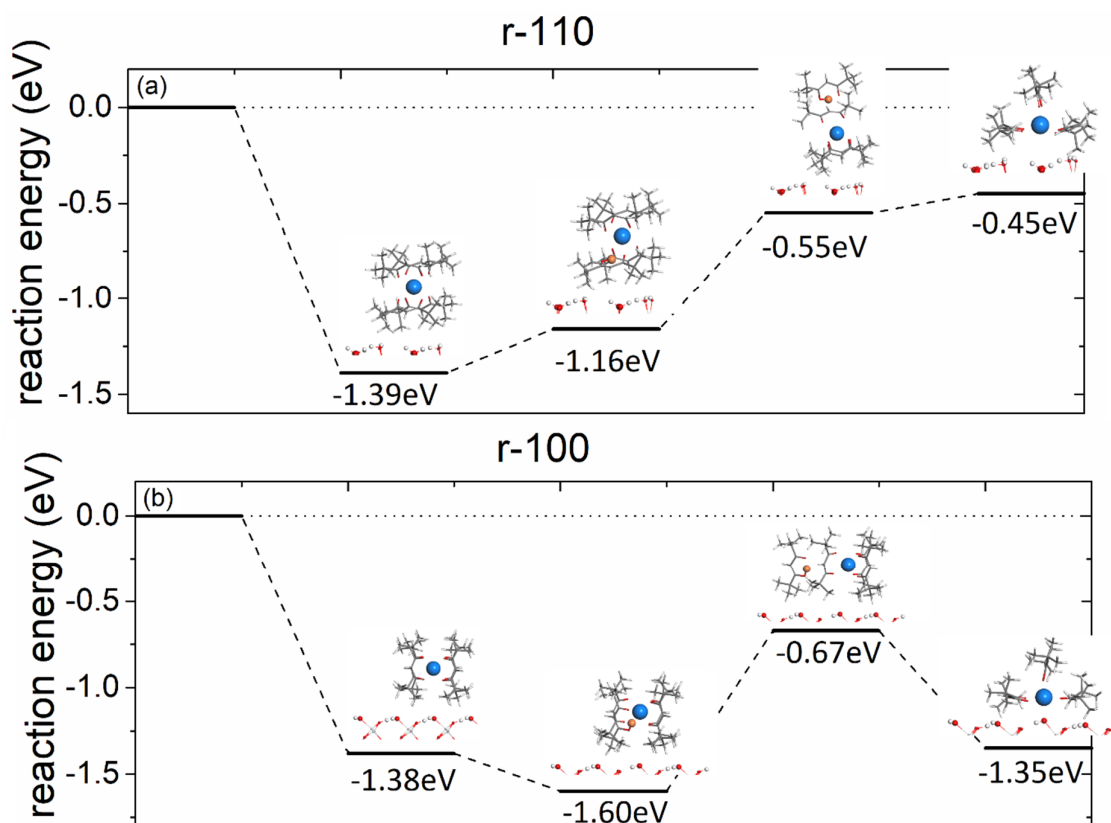 r-110
(a)
reaction energy (eV)
0.0
-0.5
-1.0
-1.5
-1.39eV
-1.16eV
-0.55eV
-0.45eV
r-100
(b)
reaction energy (eV)
0.0
-0.5
-1.0
-1.5
-1.38eV
-1.60eV
-0.67eV
-1.35eV